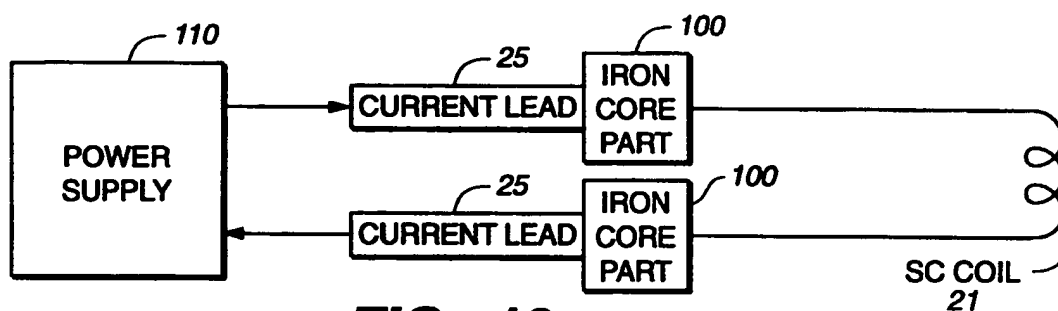 110
POWER
SUPPLY
25
CURRENT LEAD
100
IRON
CORE
PART
25
CURRENT LEAD
100
IRON
CORE
PART
SC COIL
21